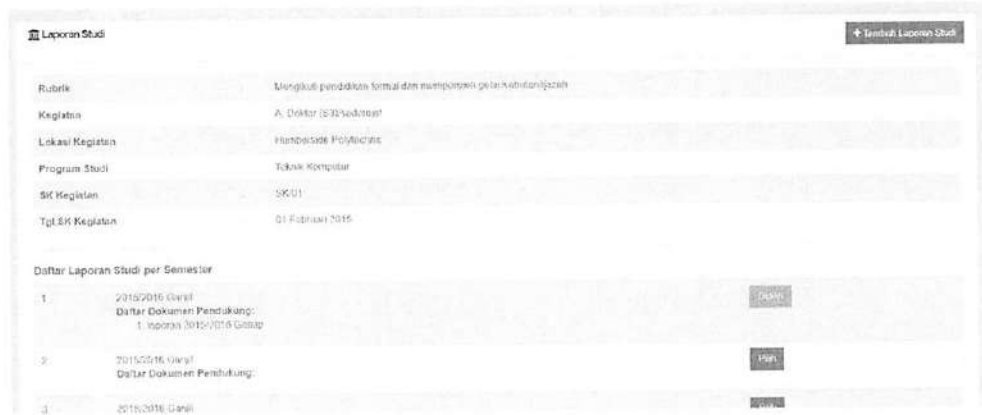 Laporan Studi
+ Tambah Laporan Studi
Rubrik Mengikuti pendidikan formal dan memperoleh gelar/sebutan/ijazah
Kegiatan A. Doktor (S3)/sederajat
Lokasi Kegiatan Humberside Polytechnic
Program Studi Teknik Komputer
SK Kegiatan SK/01
Tgl SK Kegiatan 01 Februari 2015
Daftar Laporan Studi per Semester
1. 2015/2016 Ganjil
Daftar Dokumen Pendukung:
1. laporan 2015/2016 Genap
2. 2015/2016 Ganjil
Pilih
Daftar Dokumen Pendukung:
3. 2015/2016 Ganjil